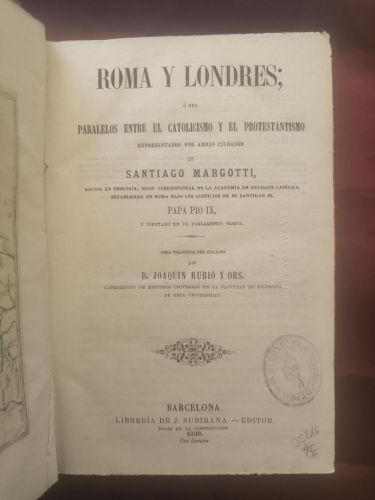 ROMA Y LONDRES;
ó sea
PARALELOS ENTRE EL CATOLICISMO Y EL PROTESTANTISMO
REPRESENTADOS POR AMBAS CIUDADES
por
SANTIAGO MARGOTTI,
DOCTOR EN TEOLOGÍA, SOCIO CORRESPONSAL DE LA ACADEMIA DE RELIGION CATÓLICA
ESTABLECIDA EN ROMA BAJO LOS AUSPICIOS DE SU SANTIDAD EL
PAPA PIO IX,
Y DIPUTADO EN EL PARLAMENTO SARDO.
OBRA TRADUCIDA DEL ITALIANO
por
D. JOAQUIN RUBIÓ Y ORS.
CATEDRÁTICO DE HISTORIA UNIVERSAL EN LA FACULTAD DE FILOSOFÍA
DE ESTA UNIVERSIDAD.
BARCELONA.
LIBRERÍA DE J. SUBIRANA. — EDITOR.
PLAZA DE LA CONSTITUCION.
Con licencia